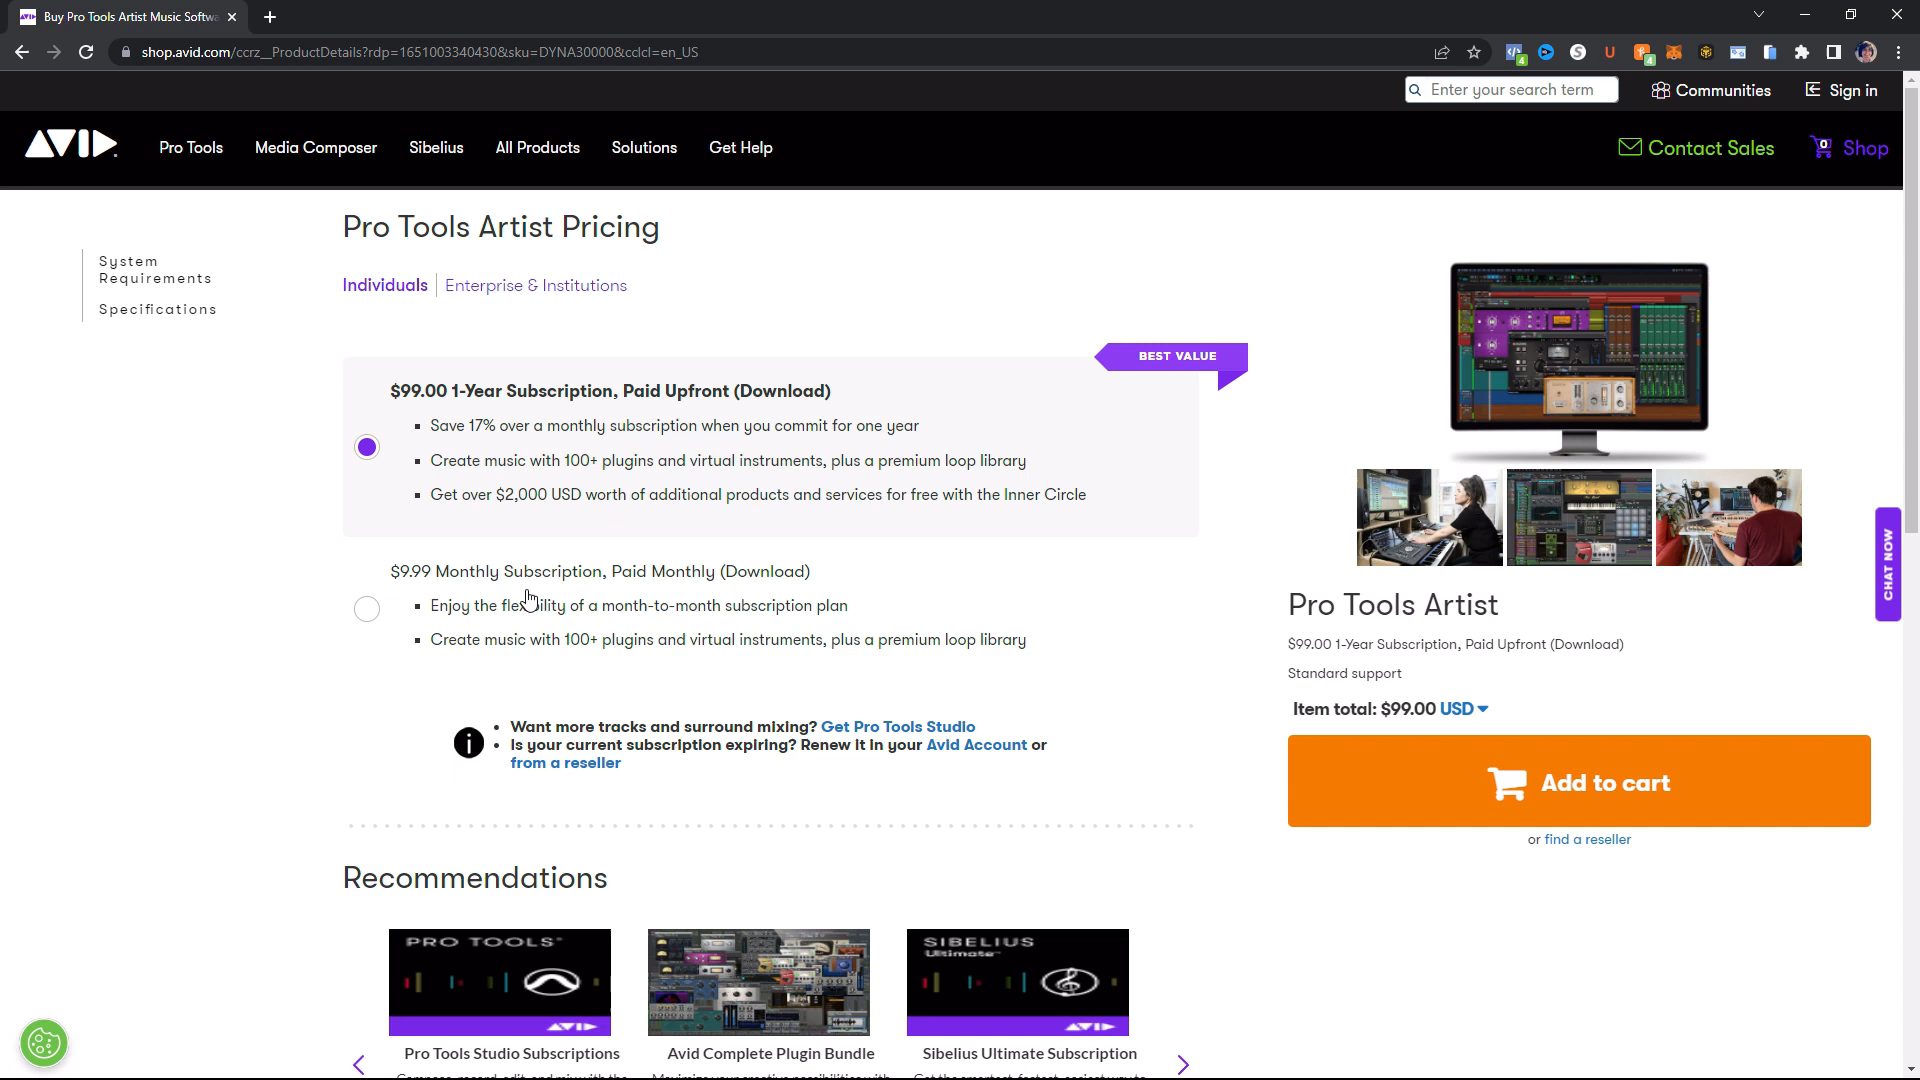 Buy Pro Tools Artist Music Softwa
shop.avid.com/ccrz__ProductDetails?rdp=1651003340430&sku=DYNA30000&cclcl=en_US
4
4
Enter your search term
Communities
Sign in
AVID
Pro Tools
Media Composer
Sibelius
All Products
Solutions
Get Help
Contact Sales
0
Shop
System
Requirements
Specifications
Pro Tools Artist Pricing
Individuals
Enterprise & Institutions
BEST VALUE
$99.00 1-Year Subscription, Paid Upfront (Download)
Save 17% over a monthly subscription when you commit for one year
Create music with 100+ plugins and virtual instruments, plus a premium loop library
Get over $2,000 USD worth of additional products and services for free with the Inner Circle
$9.99 Monthly Subscription, Paid Monthly (Download)
Enjoy the flexibility of a month-to-month subscription plan
Create music with 100+ plugins and virtual instruments, plus a premium loop library
Want more tracks and surround mixing? Get Pro Tools Studio
Is your current subscription expiring? Renew it in your Avid Account or
from a reseller
Pro Tools Artist
$99.00 1-Year Subscription, Paid Upfront (Download)
Standard support
Item total: $99.00 USD
Add to cart
or find a reseller
CHAT NOW
Recommendations
PRO TOOLS
AVID
SIBELIUS
Ultimate
AVID
Pro Tools Studio Subscriptions
Avid Complete Plugin Bundle
Sibelius Ultimate Subscription